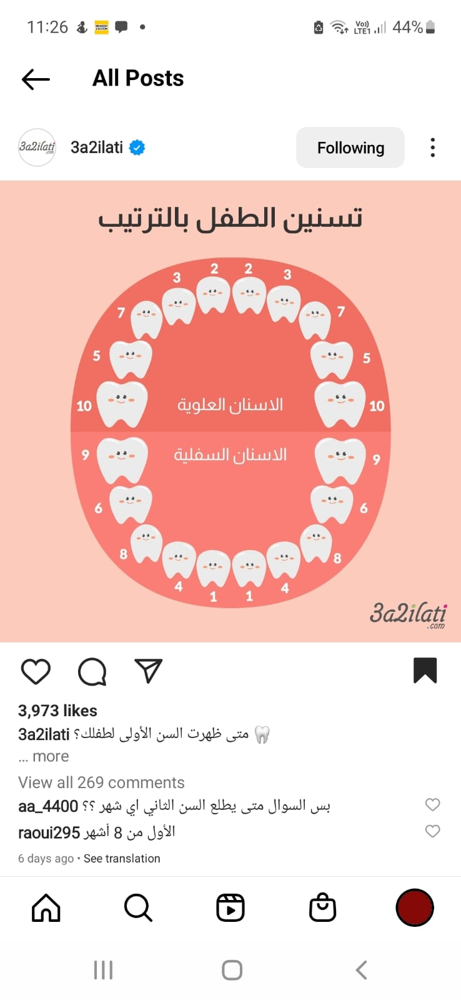 11:26
Vo)) LTE1 44%
All Posts
3a2ilati
3a2ilati
Following
تسنين الطفل بالترتيب
3 2 2 3
7 7
5 5
10 الاسنان العلوية 10
9 الاسنان السفلية 9
6 6
8 8
4 1 1 4
3a2ilati
.com
3,973 likes
3a2ilati متى ظهرت السن الأولى لطفلك؟
... more
View all 269 comments
aa_4400 بس السوال متى يطلع السن الثاني اي شهر ؟؟
raoui295 الأول من 8 أشهر
6 days ago • See translation